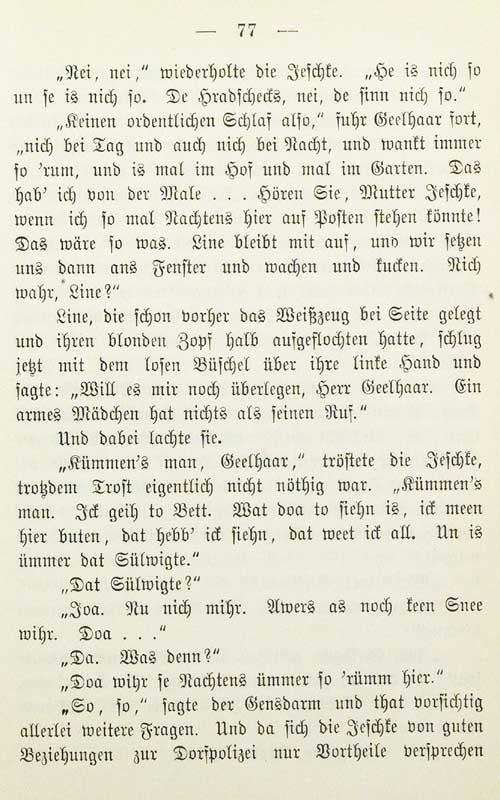 — 77 —
„Nei, nei,“ wiederholte die Jeschke. „He is nich so
un se is nich so. De Hradschecks, nei, de sinn nich so.“
„Keinen ordentlichen Schlaf also,“ fuhr Geelhaar fort,
„nich bei Tag und auch nich bei Nacht, und wankt immer
so 'rum, und is mal im Hof und mal im Garten. Das
hab' ich von der Male . . . Hören Sie, Mutter Jeschke,
wenn ich so mal Nachtens hier auf Posten stehen könnte!
Das wäre so was. Line bleibt mit auf, und wir setzen
uns dann ans Fenster und wachen und kucken. Nich
wahr, Line?“
Line, die schon vorher das Weißzeug bei Seite gelegt
und ihren blonden Zopf halb aufgeflochten hatte, schlug
jetzt mit dem losen Büschel über ihre linke Hand und
sagte: „Will es mir noch überlegen, Herr Geelhaar. Ein
armes Mädchen hat nichts als seinen Ruf.“
Und dabei lachte sie.
„Kümmen's man, Geelhaar,“ tröstete die Jeschke,
trotzdem Trost eigentlich nicht nöthig war. „Kümmen's
man. Ick geih to Bett. Wat doa to siehn is, ick meen
hier buten, dat hebb' ick siehn, dat weet ick all. Un is
ümmer dat Sülwigte.“
„Dat Sülwigte?“
„Joa. Nu nich mihr. Awers as noch keen Snee
wihr. Doa . . .“
„Da. Was denn?“
„Doa wihr se Nachtens ümmer so 'rümm hier.“
„So, so,“ sagte der Gensdarm und that vorsichtig
allerlei weitere Fragen. Und da sich die Jeschke von guten
Beziehungen zur Dorfpolizei nur Vortheile versprechen